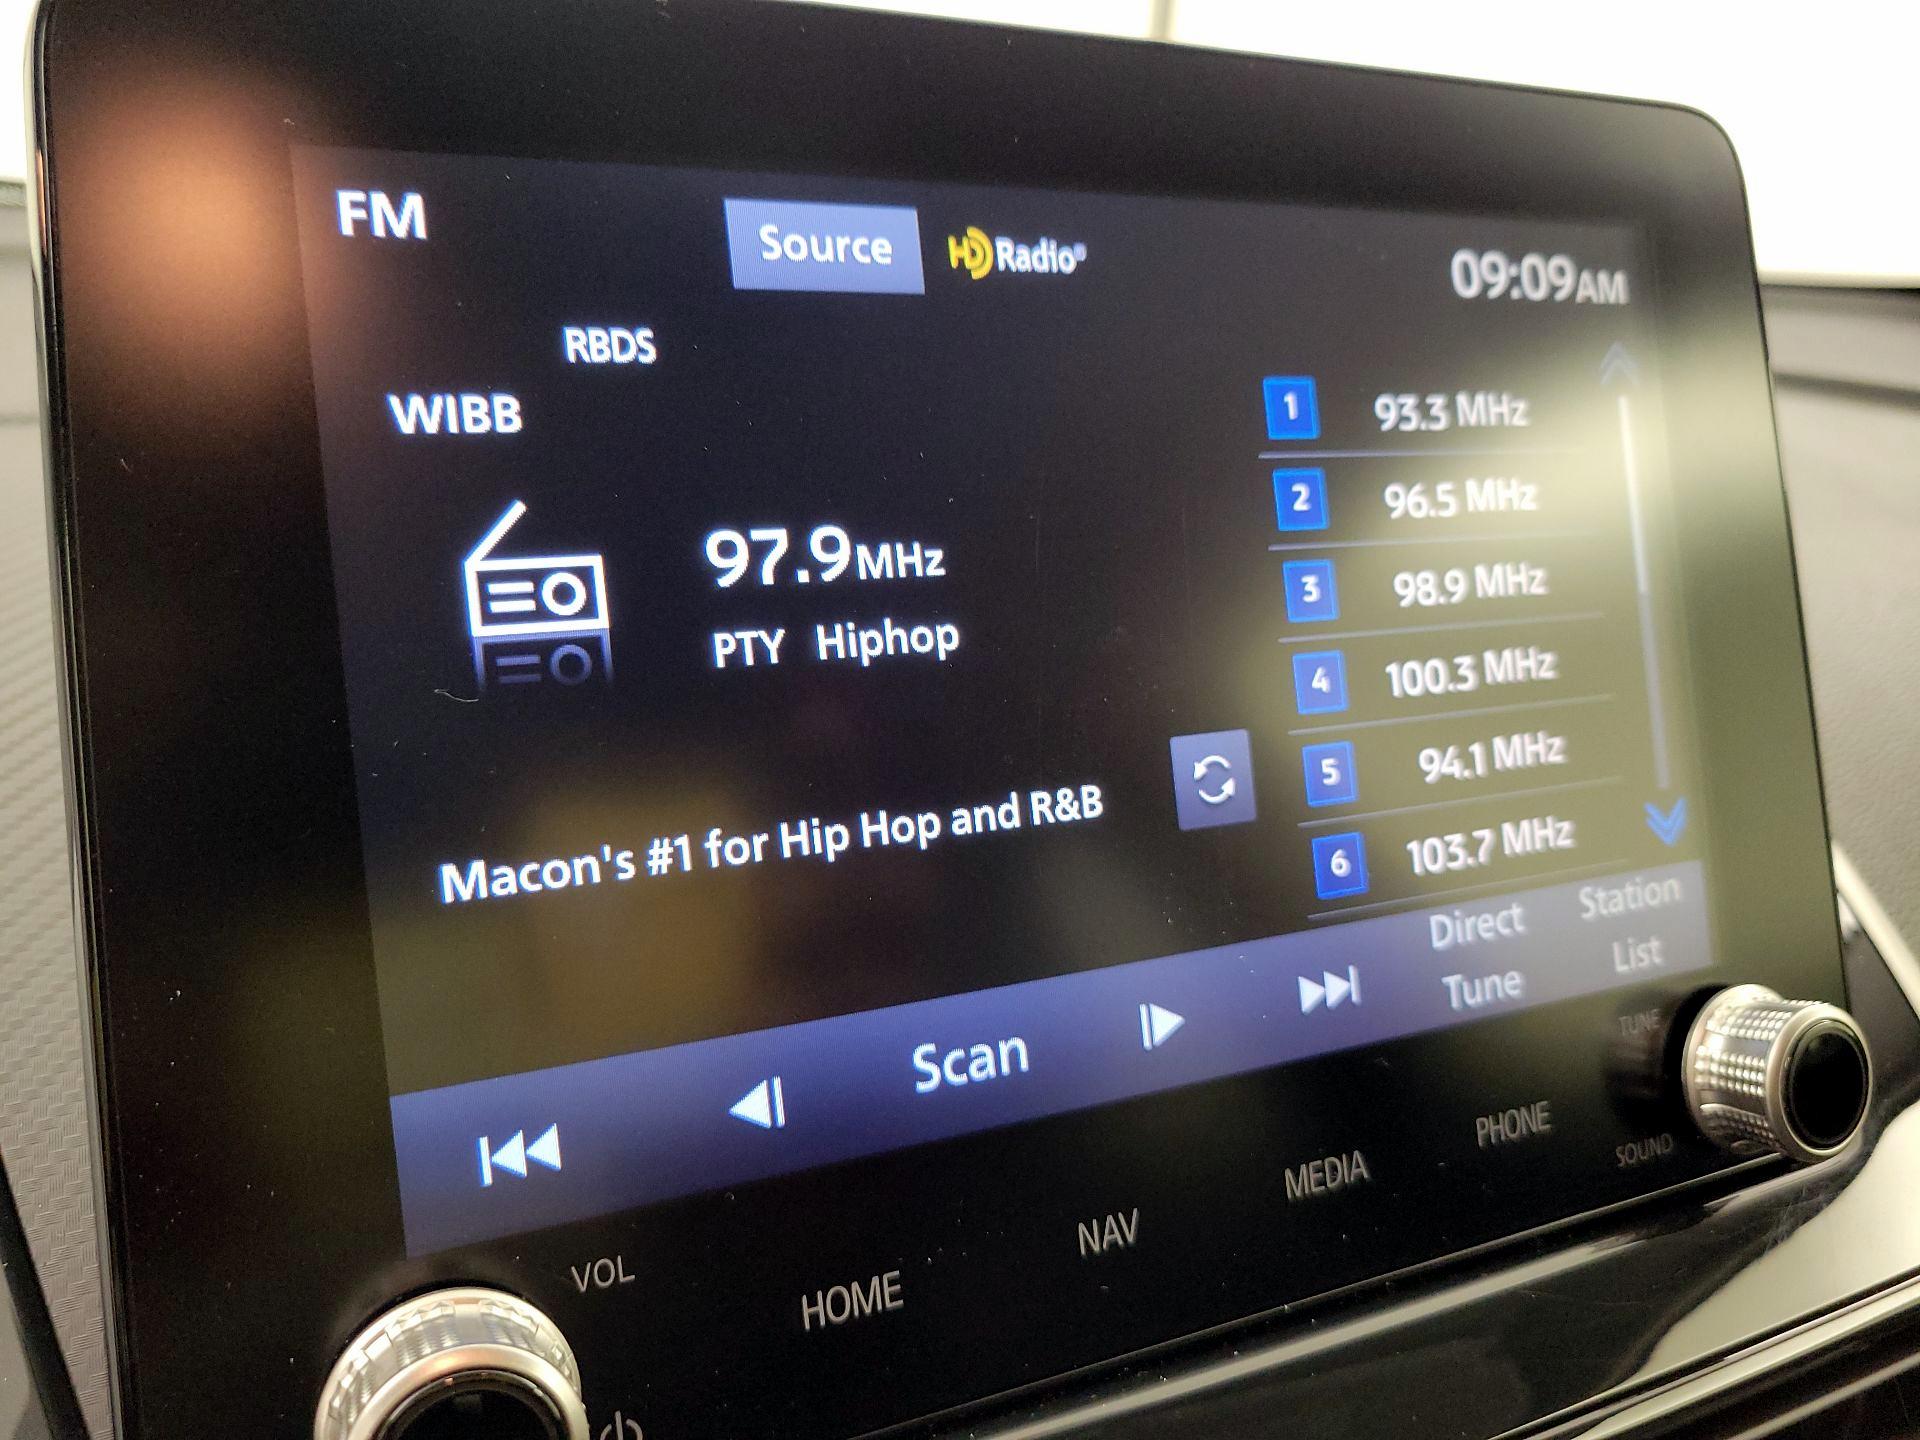 FM
Source
HD Radio®
09:09AM
RBDS
WIBB
97.9MHz
PTY Hiphop
Macon's #1 for Hip Hop and R&B
1 93.3 MHz
2 96.5 MHz
3 98.9 MHz
4 100.3 MHz
5 94.1 MHz
6 103.7 MHz
Scan
Direct
Tune
Station
List
VOL
HOME
NAV
MEDIA
PHONE
TUNE
SOUND